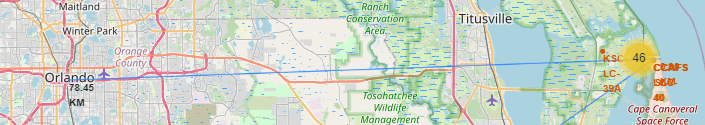 Maitland
Winter Park
Orange
County
Orlando
78.45
KM
Ranch
Conservation
Area
Titusville
Tosohatchee
Wildlife
Management
KSC
LC-
39A
46
CCAFS
40
Cape Canaveral
Space Force